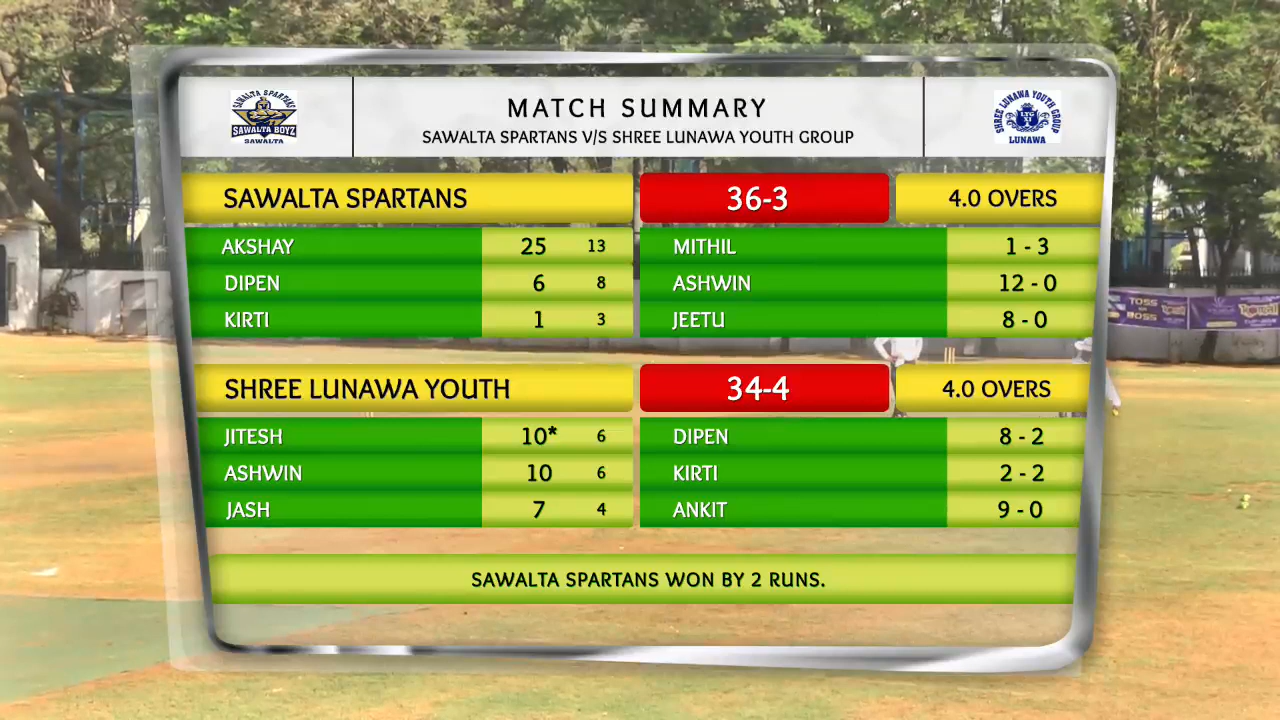 MATCH SUMMARY
SAWALTA SPARTANS V/S SHREE LUNAWA YOUTH GROUP
SAWALTA SPARTANS
SAWALTA BOYZ
SAWALTA
SHREE LUNAWA YOUTH GROUP
LUNAWA
SAWALTA SPARTANS 36-3 4.0 OVERS
AKSHAY 25 13 MITHIL 1 - 3
DIPEN 6 8 ASHWIN 12 - 0
KIRTI 1 3 JEETU 8 - 0
TOSS
BOSS
SHREE LUNAWA YOUTH 34-4 4.0 OVERS
JITESH 10* 6 DIPEN 8 - 2
ASHWIN 10 6 KIRTI 2 - 2
JASH 7 4 ANKIT 9 - 0
SAWALTA SPARTANS WON BY 2 RUNS.